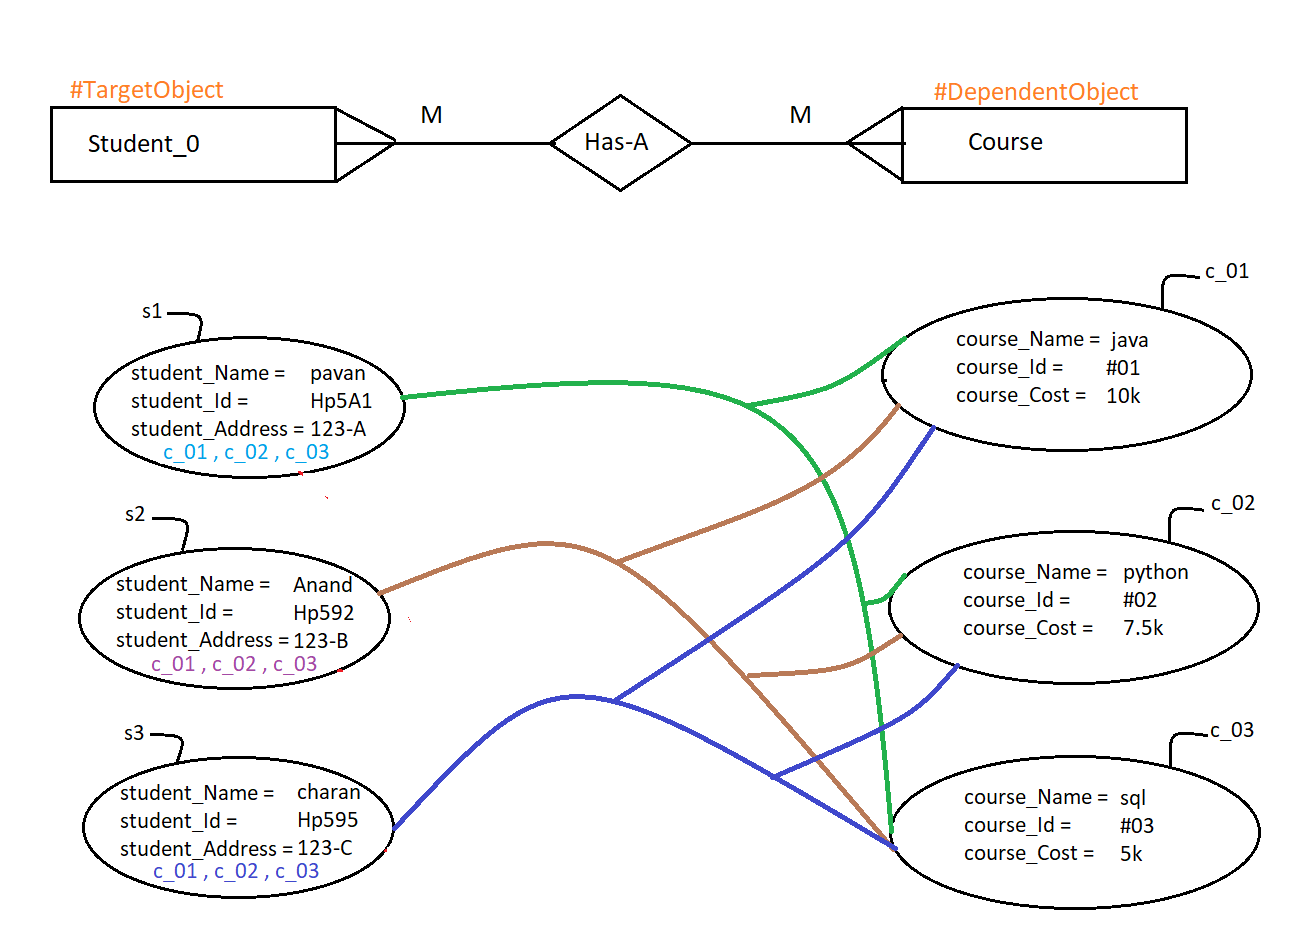 #TargetObject
#DependentObject
Student_0
M
Has-A
M
Course
s1
student_Name = pavan
student_Id = Hp5A1
student_Address = 123-A
c_01 , c_02 , c_03
s2
student_Name = Anand
student_Id = Hp592
student_Address = 123-B
c_01 , c_02 , c_03
s3
student_Name = charan
student_Id = Hp595
student_Address = 123-C
c_01 , c_02 , c_03
c_01
course_Name = java
course_Id = #01
course_Cost = 10k
c_02
course_Name = python
course_Id = #02
course_Cost = 7.5k
c_03
course_Name = sql
course_Id = #03
course_Cost = 5k